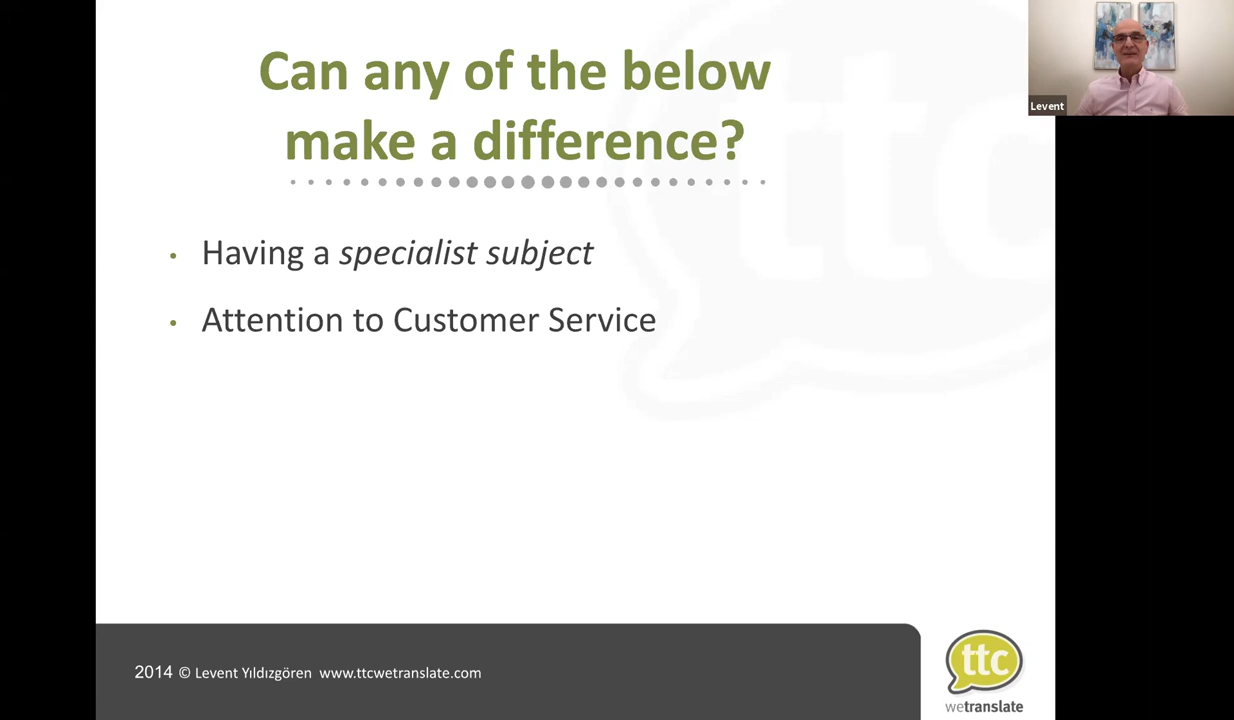 Can any of the below
make a difference?
Levent
• Having a specialist subject
• Attention to Customer Service
2014 © Levent Yıldızgören www.ttcwetranslate.com
ttc
wetranslate
ttc